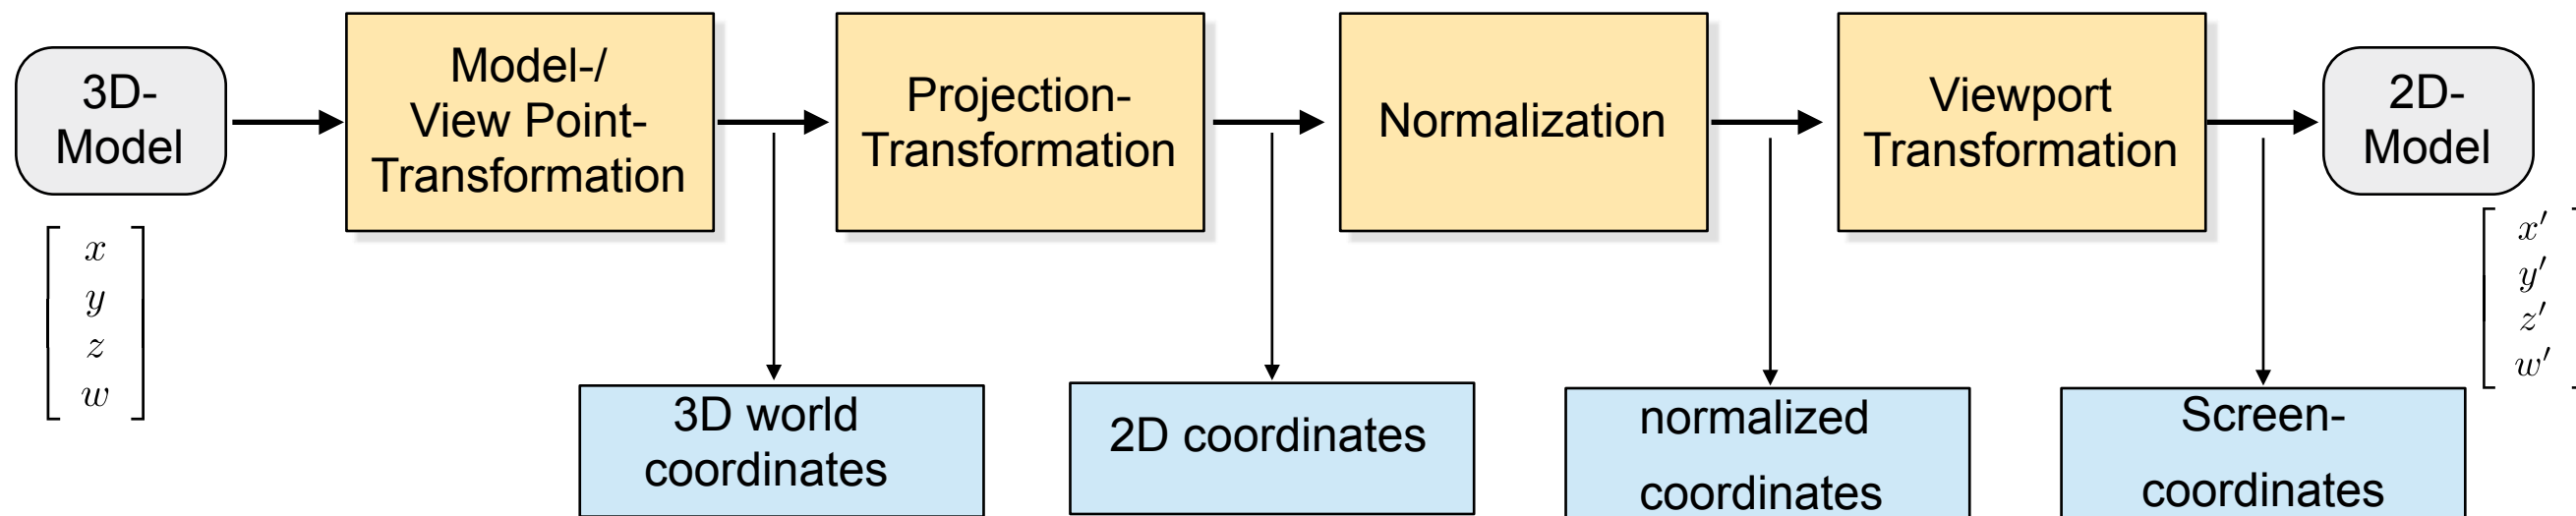 3D-
Model
Model-/
View Point-
Transformation
Projection-
Transformation
Normalization
Viewport
Transformation
2D-
Model
x
y
z
w
x′
y′
z′
w′
3D world
coordinates
2D coordinates
normalized
coordinates
Screen-
coordinates